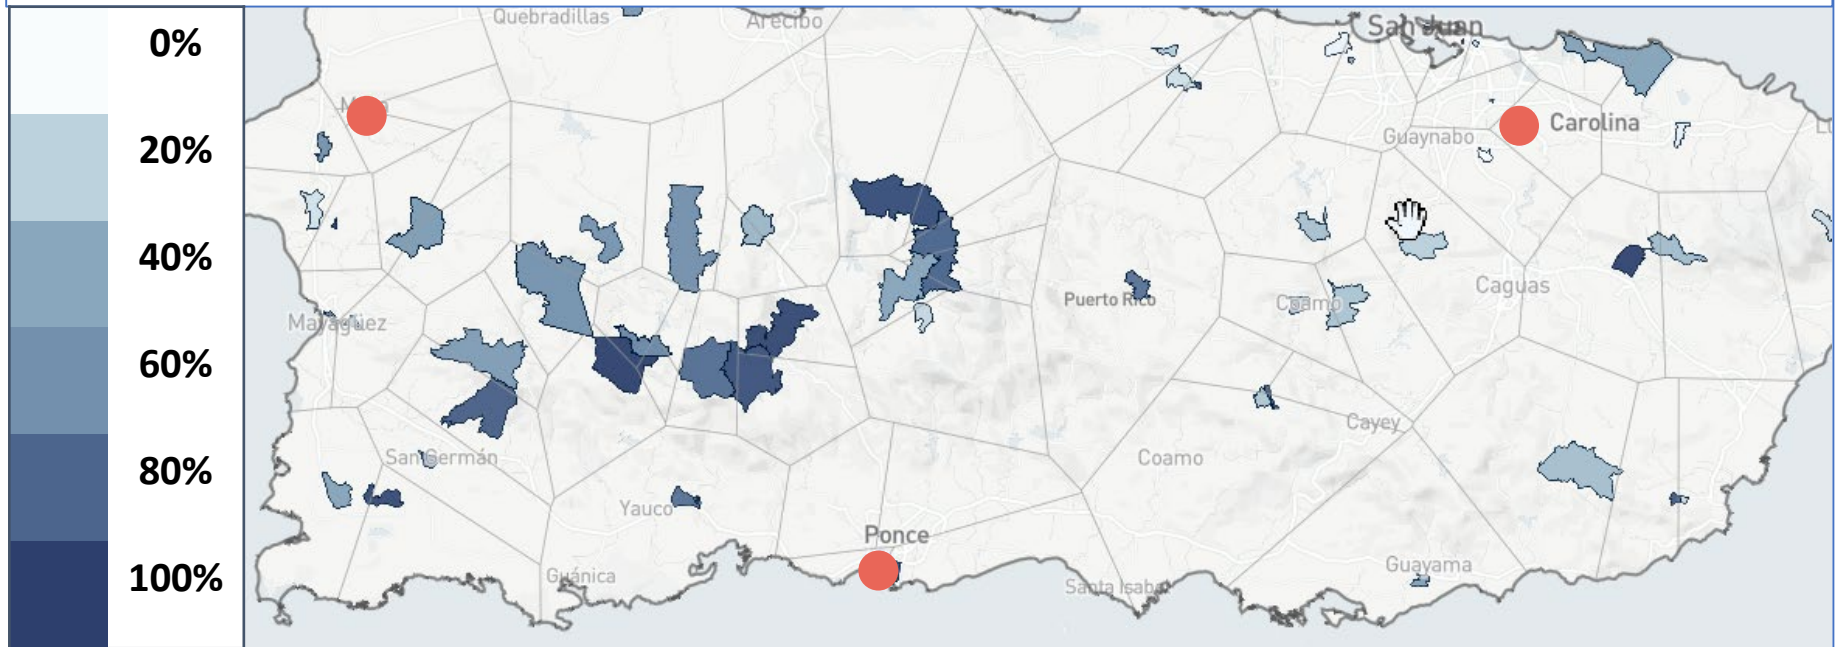 0%
20%
40%
60%
80%
100%
Quebradillas
Arecibo
San Juan
Guaynabo
Carolina
Puerto Rico
Caguas
Mayagüez
Cayey
San Germán
Coamo
Yauco
Ponce
Guánica
Santa Isabel
Guayama